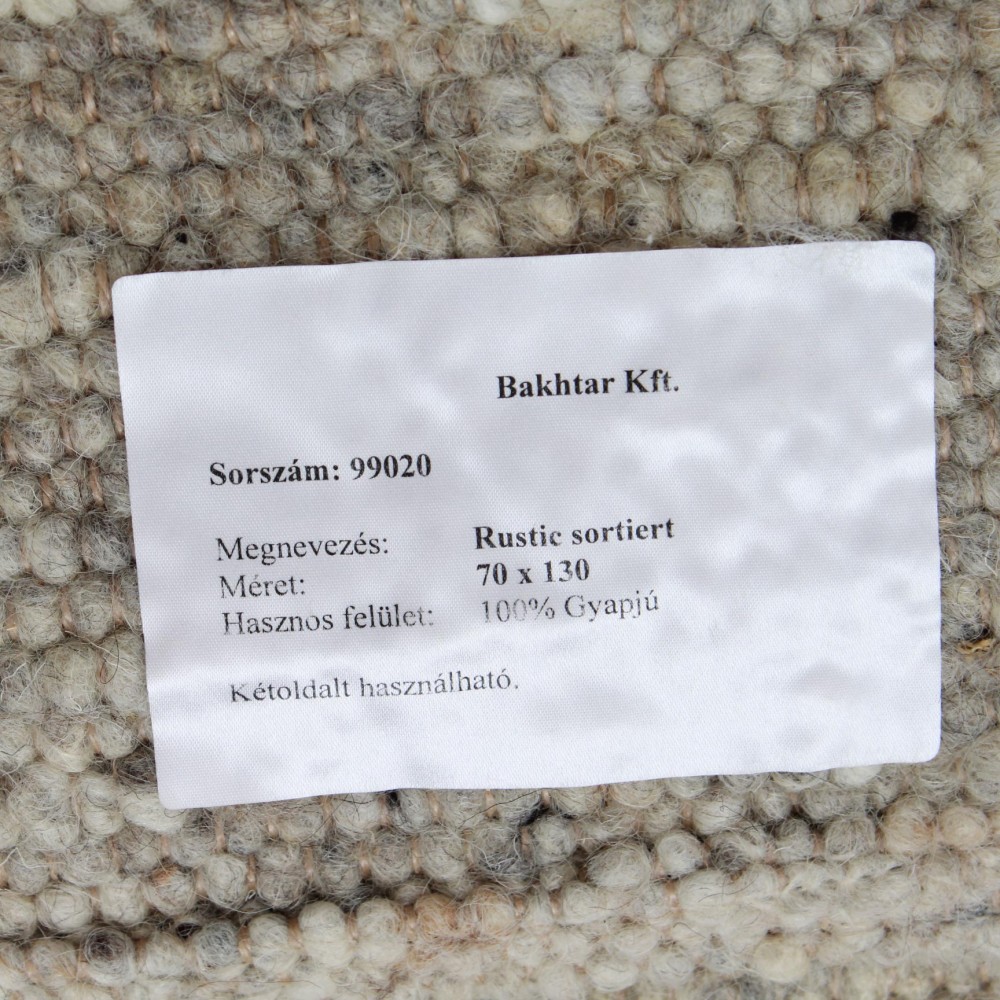 Bakhtar Kft.
Sorszám: 99020
Megnevezés: Rustic sortiert
Méret: 70 x 130
Hasznos felület: 100% Gyapjú
Kétoldalt használható.